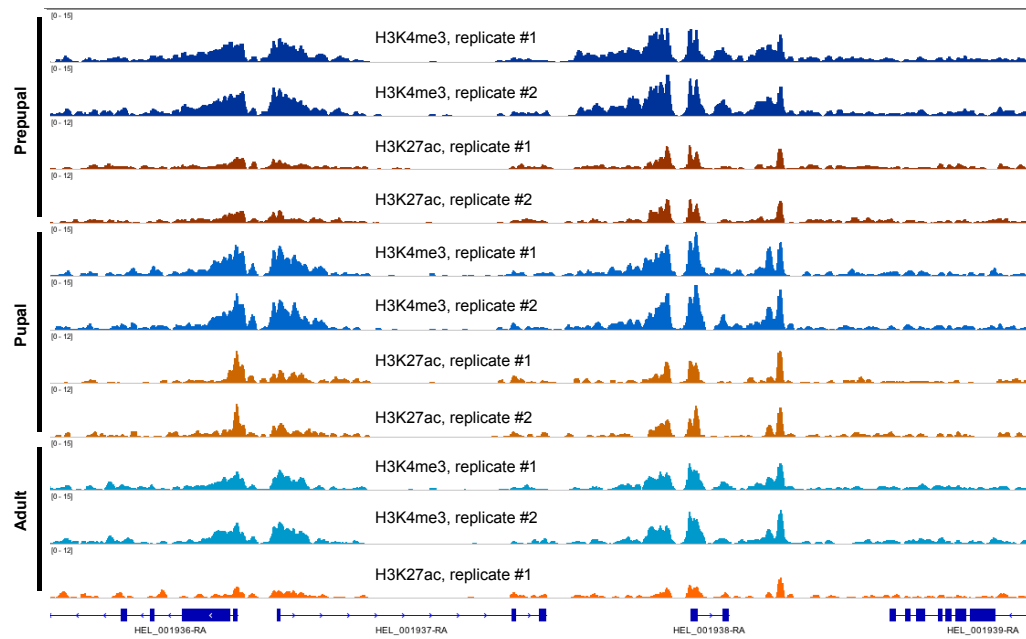 [0 - 15]
H3K4me3, replicate #1
[0 - 15]
H3K4me3, replicate #2
[0 - 12]
H3K27ac, replicate #1
[0 - 12]
H3K27ac, replicate #2
Prepupal
[0 - 15]
H3K4me3, replicate #1
[0 - 15]
H3K4me3, replicate #2
[0 - 12]
H3K27ac, replicate #1
[0 - 12]
H3K27ac, replicate #2
Pupal
[0 - 15]
H3K4me3, replicate #1
[0 - 15]
H3K4me3, replicate #2
[0 - 12]
H3K27ac, replicate #1
Adult
HEL_001936-RA HEL_001937-RA HEL_001938-RA HEL_001939-RA